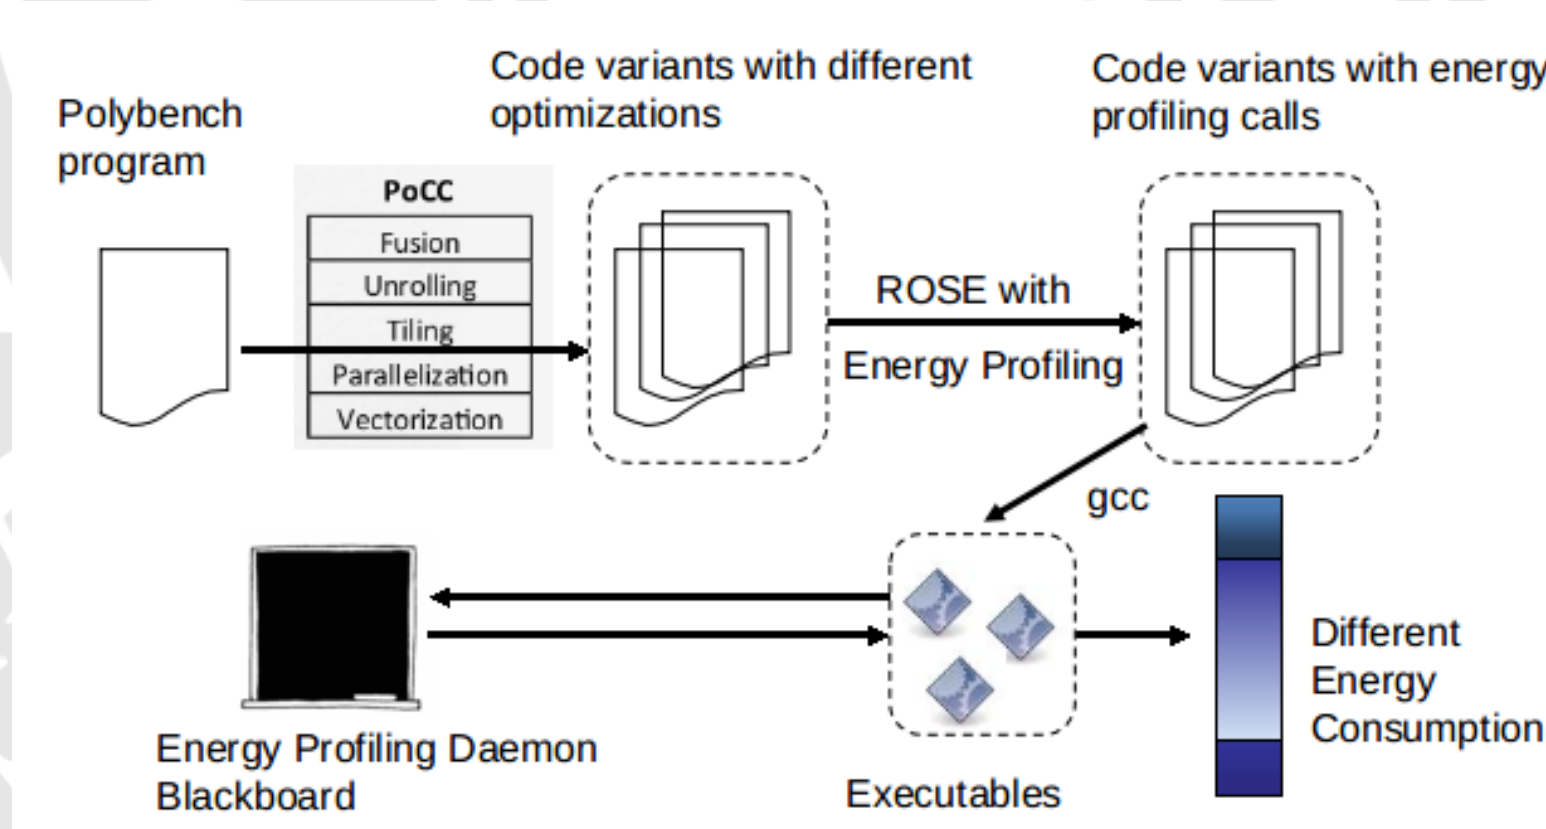 Polybench
program
Code variants with different
optimizations
Code variants with energy
profiling calls
PoCC
Fusion
Unrolling
Tiling
Parallelization
Vectorization
ROSE with
Energy Profiling
gcc
Energy Profiling Daemon
Blackboard
Executables
Different
Energy
Consumption